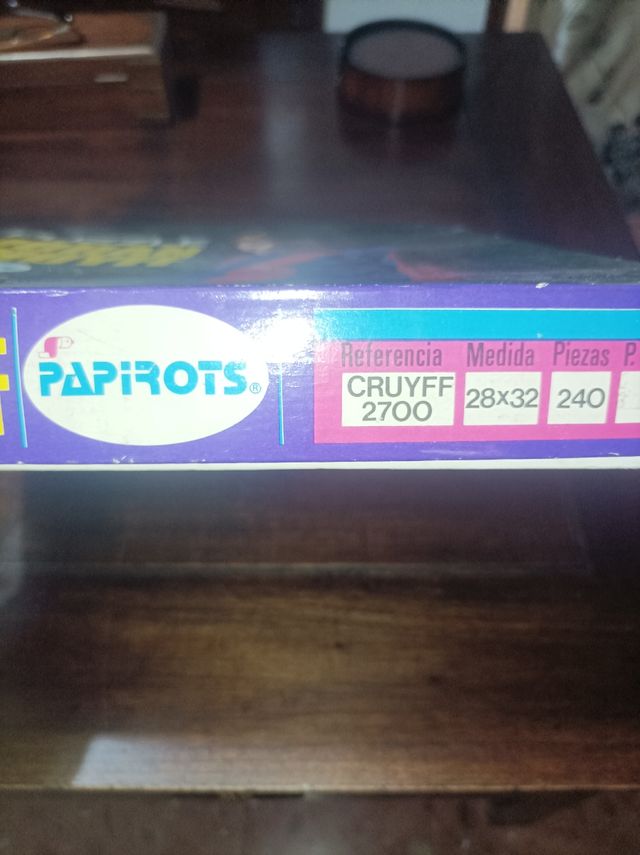 PAPIROTS®
Referencia Medida Piezas P.
CRUYFF 28x32 240
2700